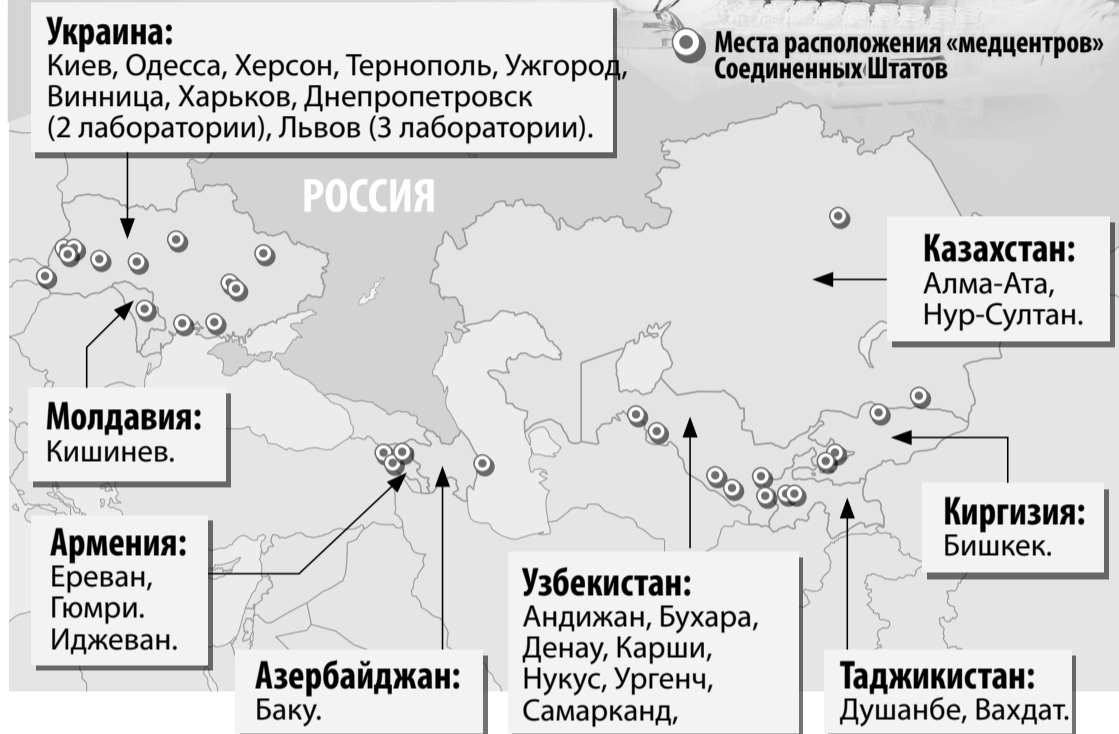 Украина:
Киев, Одесса, Херсон, Тернополь, Ужгород,
Винница, Харьков, Днепропетровск
(2 лаборатории), Львов (3 лаборатории).
Места расположения «медцентров»
Соединенных Штатов
РОССИЯ
Казахстан:
Алма-Ата,
Нур-Султан.
Молдавия:
Кишинев.
Армения:
Ереван,
Гюмри.
Иджеван.
Азербайджан:
Баку.
Узбекистан:
Андижан, Бухара,
Денау, Карши,
Нукус, Ургенч,
Самарканд,
Киргизия:
Бишкек.
Таджикистан:
Душанбе, Вахдат.